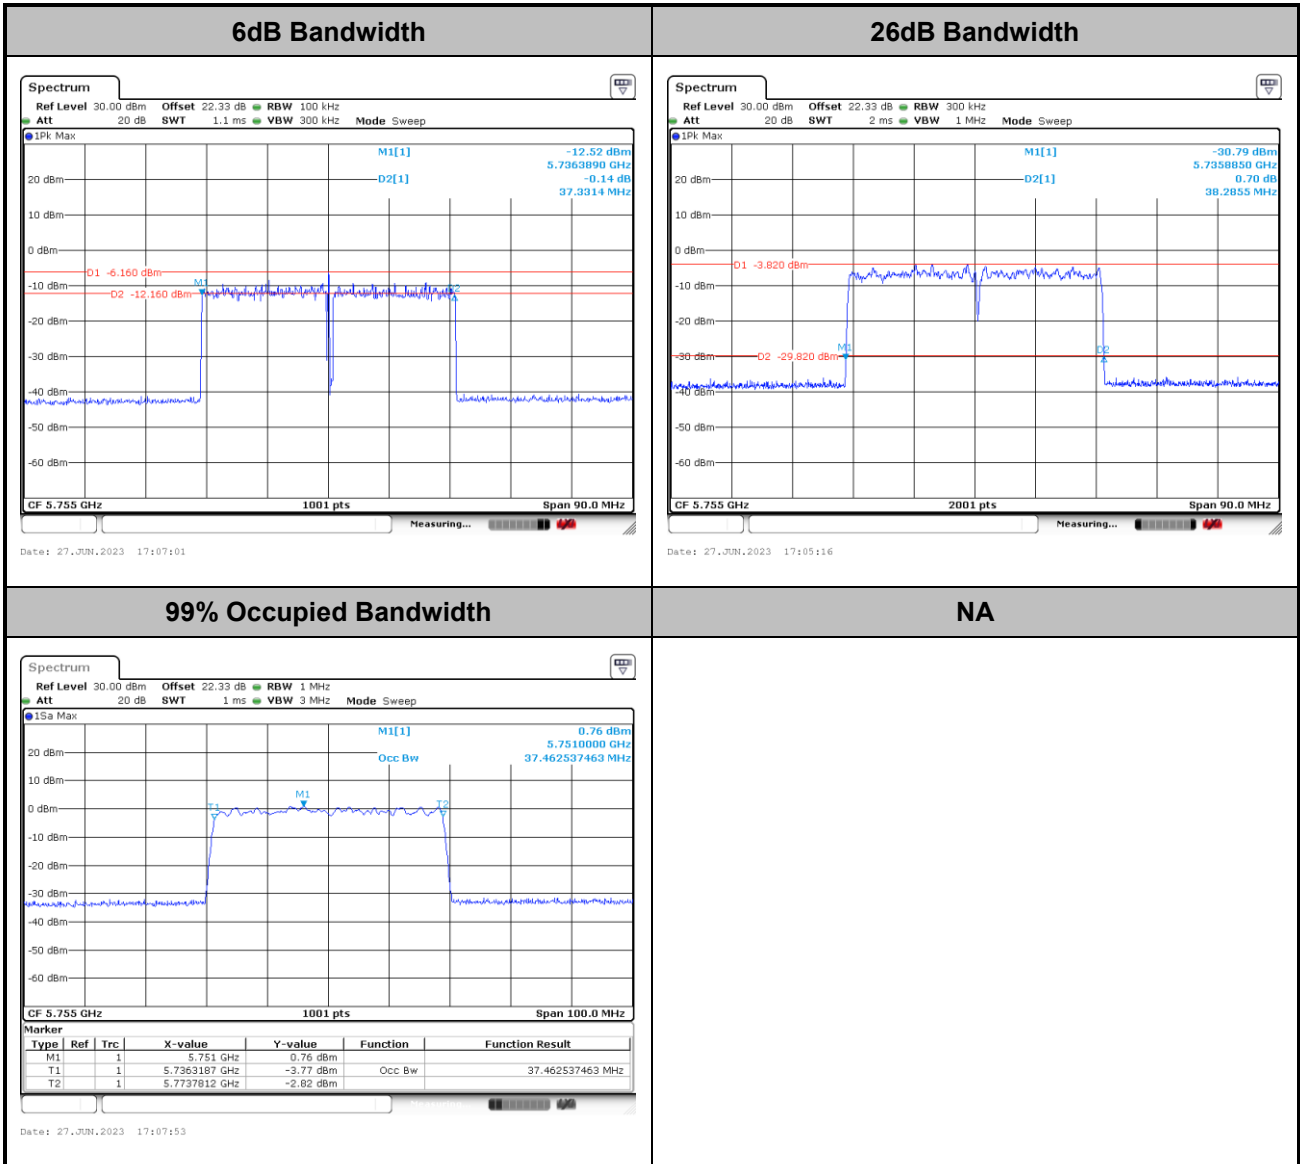 6dB Bandwidth
26dB Bandwidth
Spectrum
Ref Level 30.00 dBm Offset 22.33 dB RBW 100 kHz
Att 20 dB SWT 1.1 ms VBW 300 kHz Mode Sweep
1Pk Max
M1[1] -12.52 dBm
5.7363890 GHz
D2[1] -0.14 dB
37.3314 MHz
20 dBm
10 dBm
0 dBm
D1 -6.160 dBm
M1
-10 dBm
D2 -12.160 dBm
D2
-20 dBm
-30 dBm
-40 dBm
-50 dBm
-60 dBm
CF 5.755 GHz 1001 pts Span 90.0 MHz
Measuring...
Date: 27.JUN.2023 17:07:01
Spectrum
Ref Level 30.00 dBm Offset 22.33 dB RBW 300 kHz
Att 20 dB SWT 2 ms VBW 1 MHz Mode Sweep
1Pk Max
M1[1] -30.79 dBm
5.7358850 GHz
D2[1] 0.70 dB
38.2855 MHz
20 dBm
10 dBm
0 dBm
D1 -3.820 dBm
-10 dBm
-20 dBm
M1
-30 dBm
D2 -29.820 dBm
D2
-40 dBm
-50 dBm
-60 dBm
CF 5.755 GHz 2001 pts Span 90.0 MHz
Measuring...
Date: 27.JUN.2023 17:05:16
99% Occupied Bandwidth
NA
Spectrum
Ref Level 30.00 dBm Offset 22.33 dB RBW 1 MHz
Att 20 dB SWT 1 ms VBW 3 MHz Mode Sweep
1Sa Max
M1[1] 0.76 dBm
5.7510000 GHz
Occ Bw 37.462537463 MHz
20 dBm
10 dBm
M1
0 dBm
T1
T2
-10 dBm
-20 dBm
-30 dBm
-40 dBm
-50 dBm
-60 dBm
CF 5.755 GHz 1001 pts Span 100.0 MHz
Marker
Type Ref Trc X-value Y-value Function Function Result
M1 1 5.751 GHz 0.76 dBm
T1 1 5.7363187 GHz -3.77 dBm Occ Bw 37.462537463 MHz
T2 1 5.7737812 GHz -2.82 dBm
Date: 27.JUN.2023 17:07:53